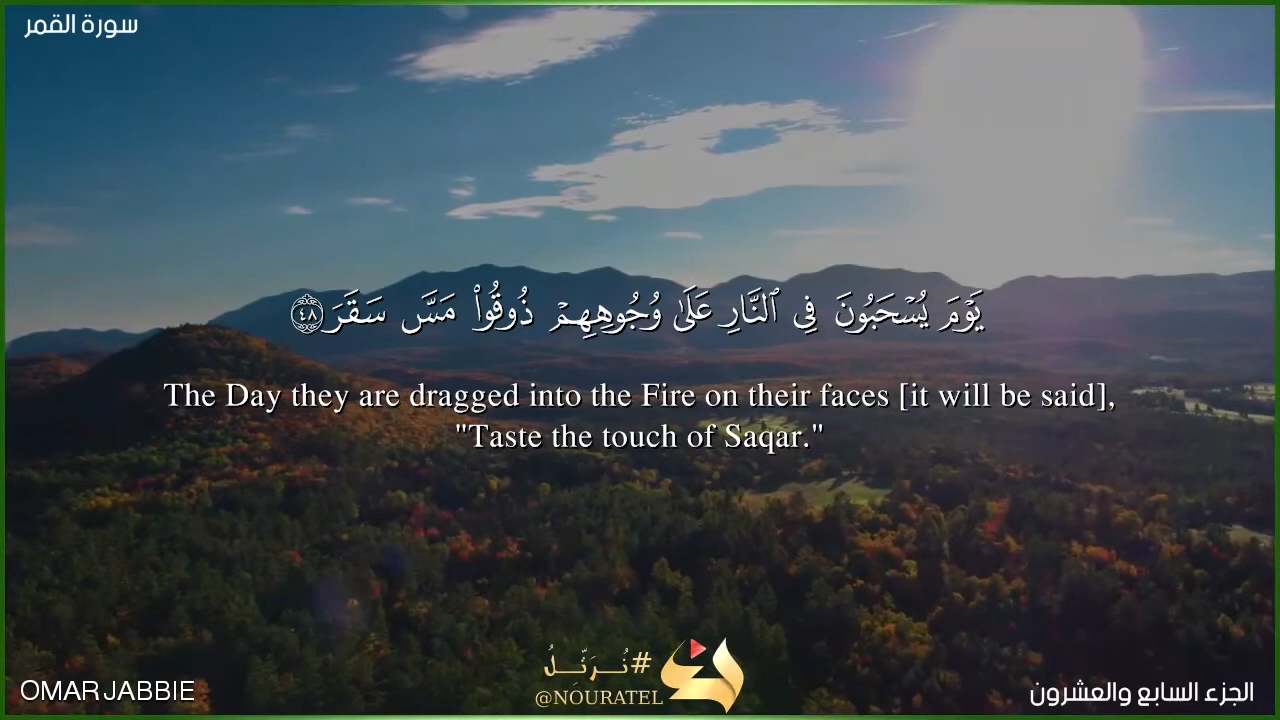 سورة القمر
يَوْمَ يُسْحَبُونَ فِي ٱلنَّارِ عَلَىٰ وُجُوهِهِمْ ذُوقُوا۟ مَسَّ سَقَرَ ٤٨
The Day they are dragged into the Fire on their faces [it will be said],
"Taste the touch of Saqar."
#نُرَتِّلُ
@NOURATEL
OMAR JABBIE
الجزء السابع والعشرون